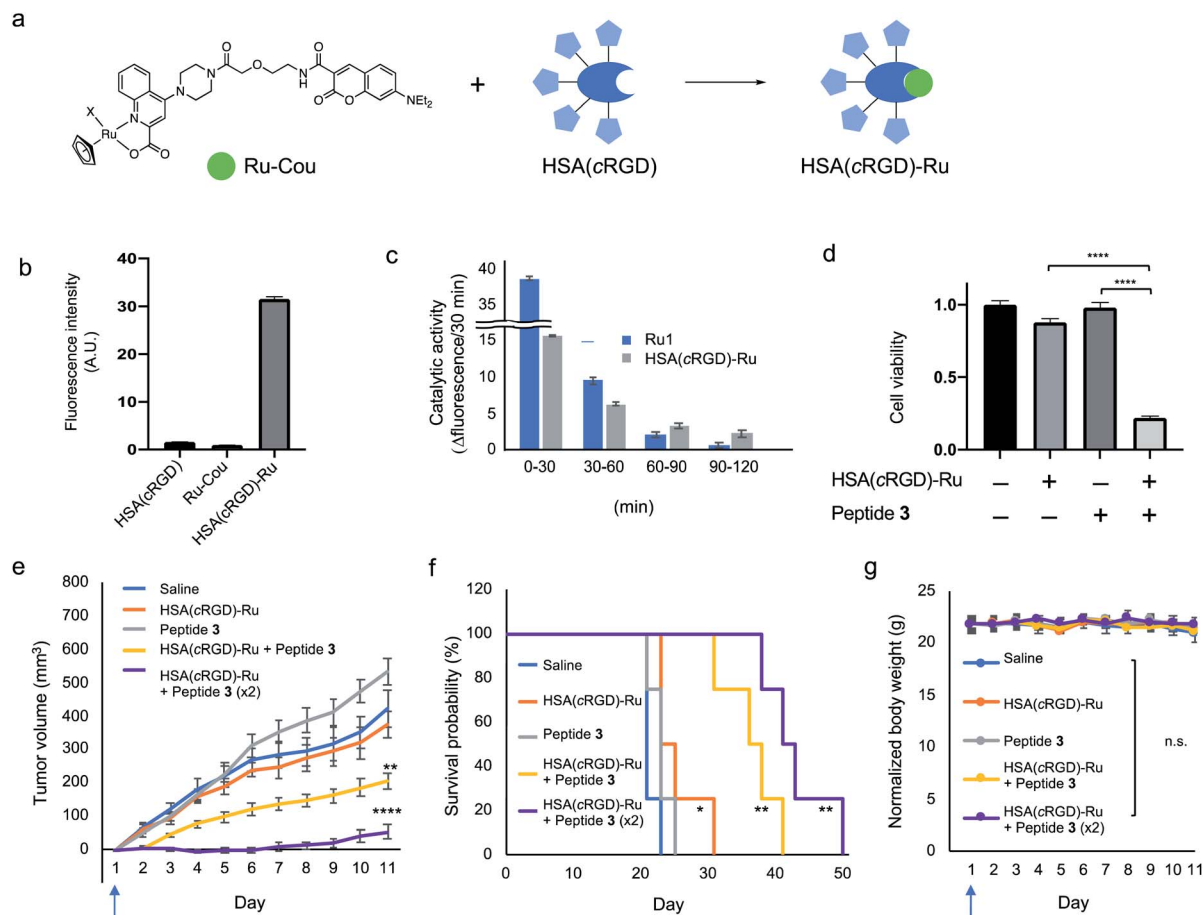 a
O
O
N
O
NH
O
N
X
N
Ru
O
O
O
O
NEt2
Ru-Cou
+
HSA(cRGD)
HSA(cRGD)-Ru
b
Fluorescence intensity
(A.U.)
40
30
20
10
0
HSA(cRGD)
Ru-Cou
HSA(cRGD)-Ru
c
Catalytic activity
(Δfluorescence/30 min)
40
35
15
10
5
0
Ru1
HSA(cRGD)-Ru
0-30 30-60 60-90 90-120
(min)
d
****
****
Cell viability
1.0
0.5
0
HSA(cRGD)-Ru − + − +
Peptide 3 − − + +
e
Tumor volume (mm3)
800
700
600
500
400
300
200
100
0
Saline
HSA(cRGD)-Ru
Peptide 3
HSA(cRGD)-Ru + Peptide 3
HSA(cRGD)-Ru
+ Peptide 3 (x2)
**
****
1 2 3 4 5 6 7 8 9 10 11
Day
f
Survival probability (%)
120
100
80
60
40
20
0
Saline
HSA(cRGD)-Ru
Peptide 3
HSA(cRGD)-Ru
+ Peptide 3
HSA(cRGD)-Ru
+ Peptide 3 (x2)
* ** **
0 10 20 30 40 50
Day
g
Normalized body weight (g)
25
20
15
10
5
0
Saline
HSA(cRGD)-Ru
Peptide 3
HSA(cRGD)-Ru
+ Peptide 3
HSA(cRGD)-Ru
+ Peptide 3 (x2)
n.s.
1 2 3 4 5 6 7 8 9 10 11
Day